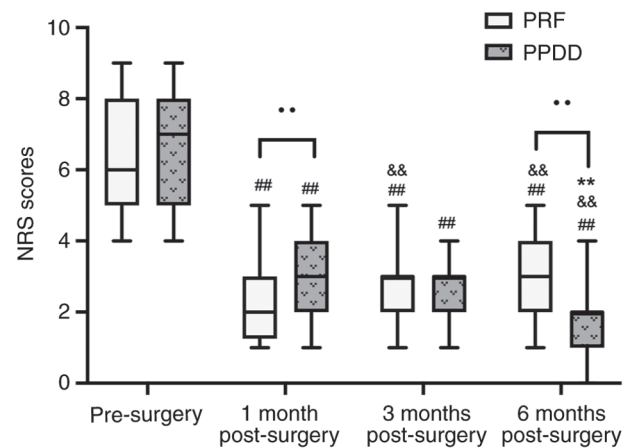 PRF
PPDD
NRS scores
10
8
6
4
2
0
••
##
##
&&
##
##
••
&&
##
**
&&
##
Pre-surgery
1 month
post-surgery
3 months
post-surgery
6 months
post-surgery